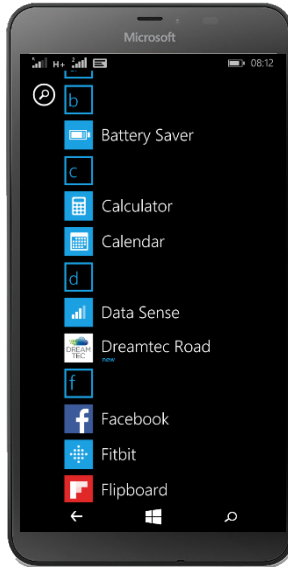 Microsoft
H+
08:12
b
Battery Saver
c
Calculator
Calendar
d
Data Sense
DREAM
TEC
Dreamtec Road
new
f
Facebook
Fitbit
Flipboard